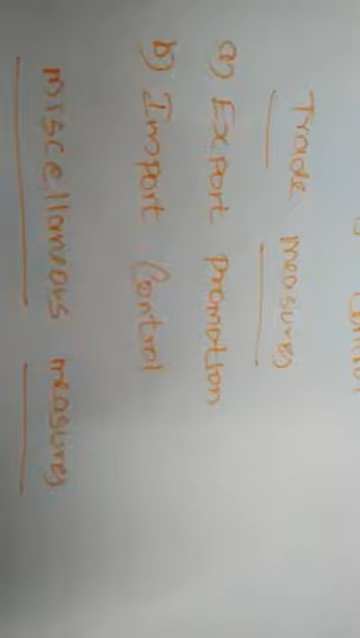 Trade measures
a) Export Promotion
b) Import Control
miscellaneous measures